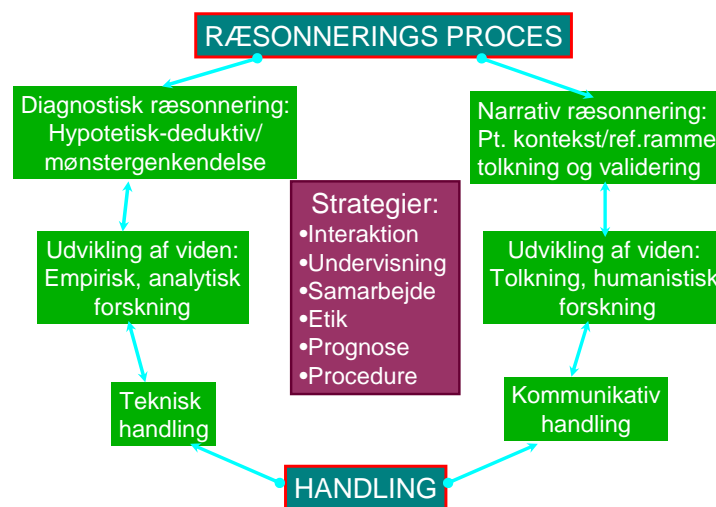 RÆSONNERINGS PROCES
Diagnostisk ræsonnering:
Hypotetisk-deduktiv/
mønstergenkendelse
Narrativ ræsonnering:
Pt. kontekst/ref.ramme
tolkning og validering
Strategier:
•Interaktion
•Undervisning
•Samarbejde
•Etik
•Prognose
•Procedure
Udvikling af viden:
Empirisk, analytisk
forskning
Udvikling af viden:
Tolkning, humanistisk
forskning
Teknisk
handling
Kommunikativ
handling
HANDLING